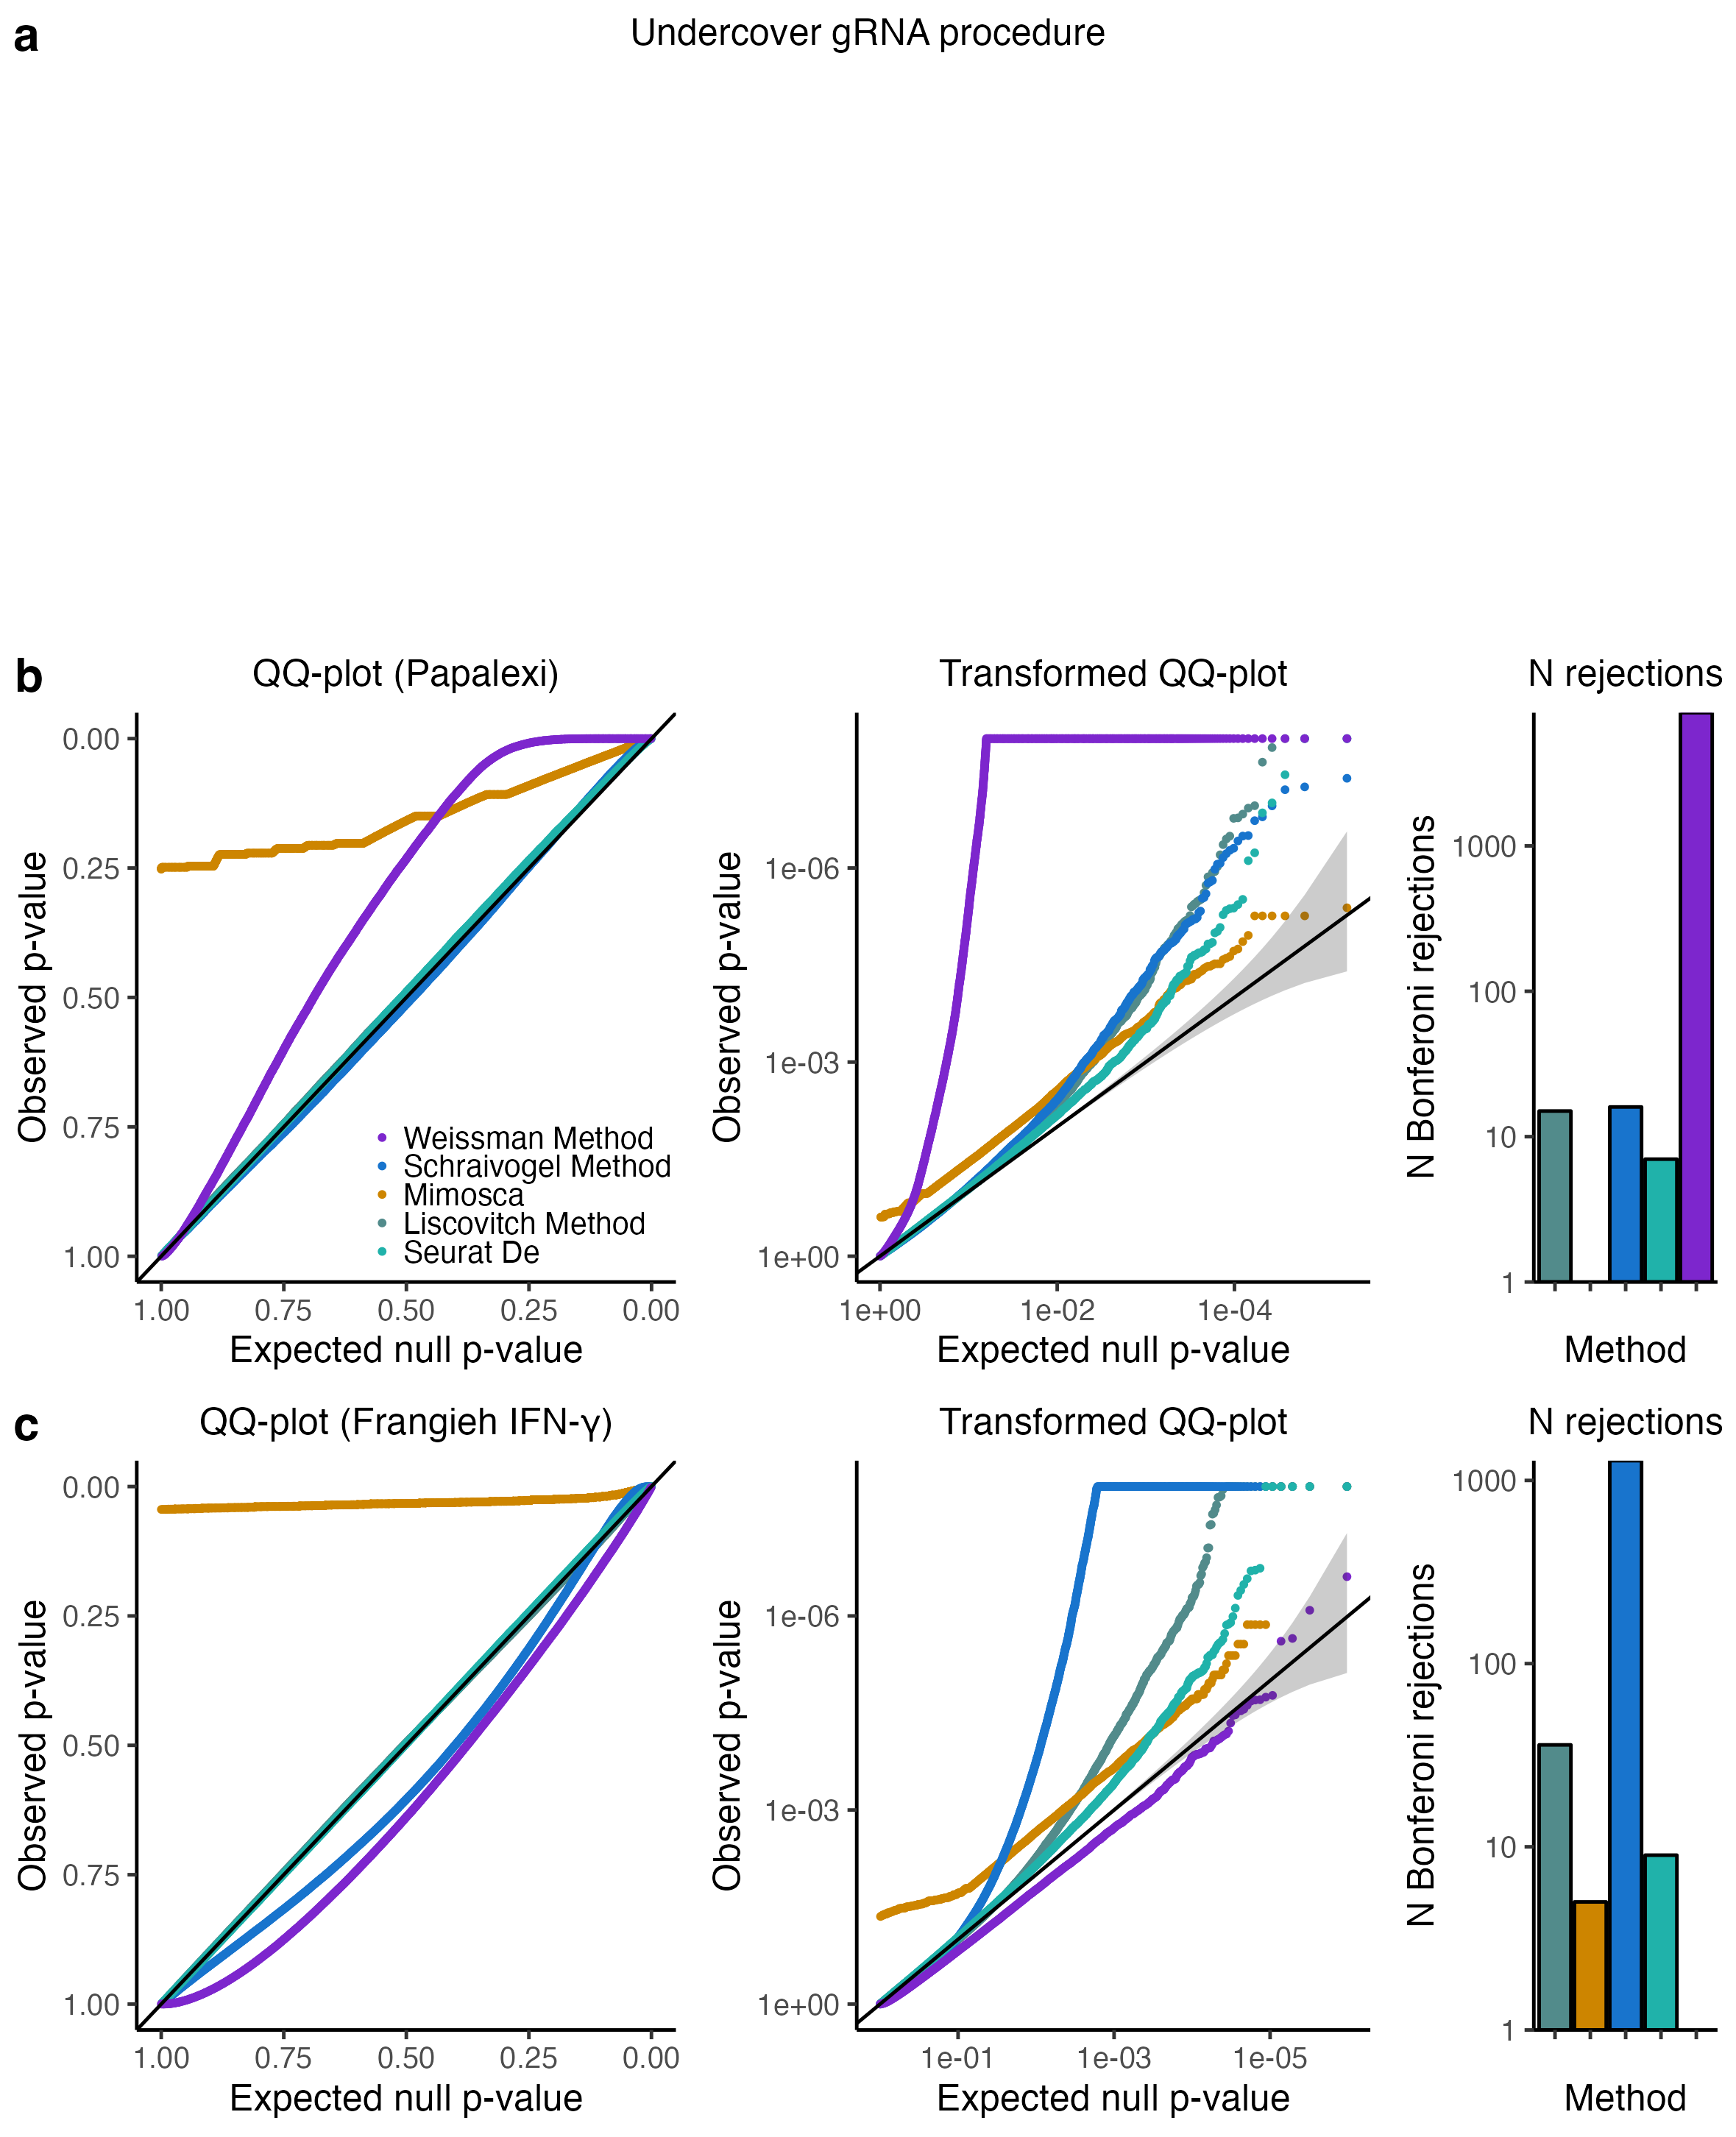 a
Undercover gRNA procedure
b
QQ-plot (Papalexi)
Observed p-value
0.00
0.25
0.50
0.75
1.00
Weissman Method
Schraivogel Method
Mimosca
Liscovitch Method
Seurat De
1.00 0.75 0.50 0.25 0.00
Expected null p-value
Transformed QQ-plot
Observed p-value
1e-06
1e-03
1e+00
1e+00 1e-02 1e-04
Expected null p-value
N rejections
N Bonferoni rejections
1000
100
10
1
Method
c
QQ-plot (Frangieh IFN-γ)
Observed p-value
0.00
0.25
0.50
0.75
1.00
1.00 0.75 0.50 0.25 0.00
Expected null p-value
Transformed QQ-plot
Observed p-value
1e-06
1e-03
1e+00
1e-01 1e-03 1e-05
Expected null p-value
N rejections
N Bonferoni rejections
1000
100
10
1
Method